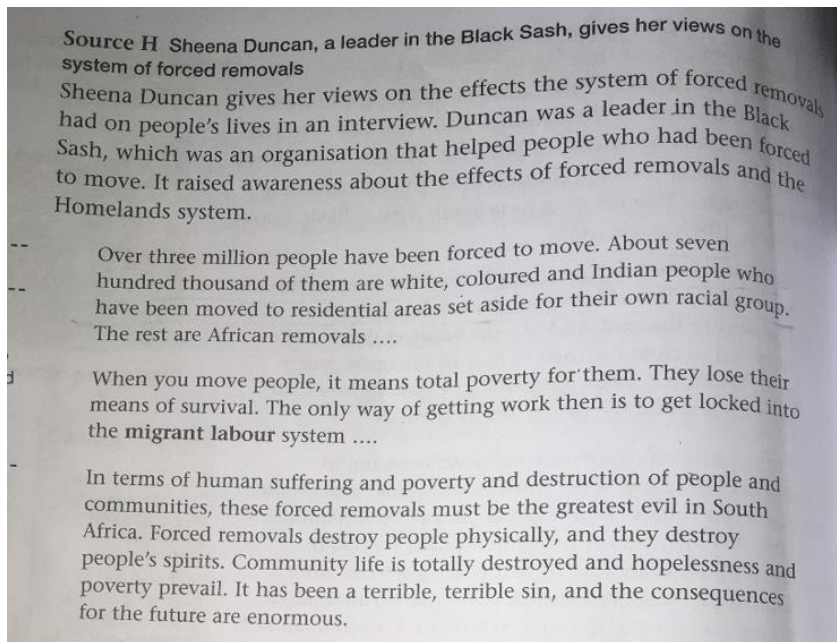 Source H Sheena Duncan, a leader in the Black Sash, gives her views on the
system of forced removals
Sheena Duncan gives her views on the effects the system of forced removals
had on people's lives in an interview. Duncan was a leader in the Black
Sash, which was an organisation that helped people who had been forced
to move. It raised awareness about the effects of forced removals and the
Homelands system.
Over three million people have been forced to move. About seven
hundred thousand of them are white, coloured and Indian people who
have been moved to residential areas set aside for their own racial group.
The rest are African removals ....
When you move people, it means total poverty for them. They lose their
means of survival. The only way of getting work then is to get locked into
the migrant labour system ....
In terms of human suffering and poverty and destruction of people and
communities, these forced removals must be the greatest evil in South
Africa. Forced removals destroy people physically, and they destroy
people's spirits. Community life is totally destroyed and hopelessness and
poverty prevail. It has been a terrible, terrible sin, and the consequences
for the future are enormous.